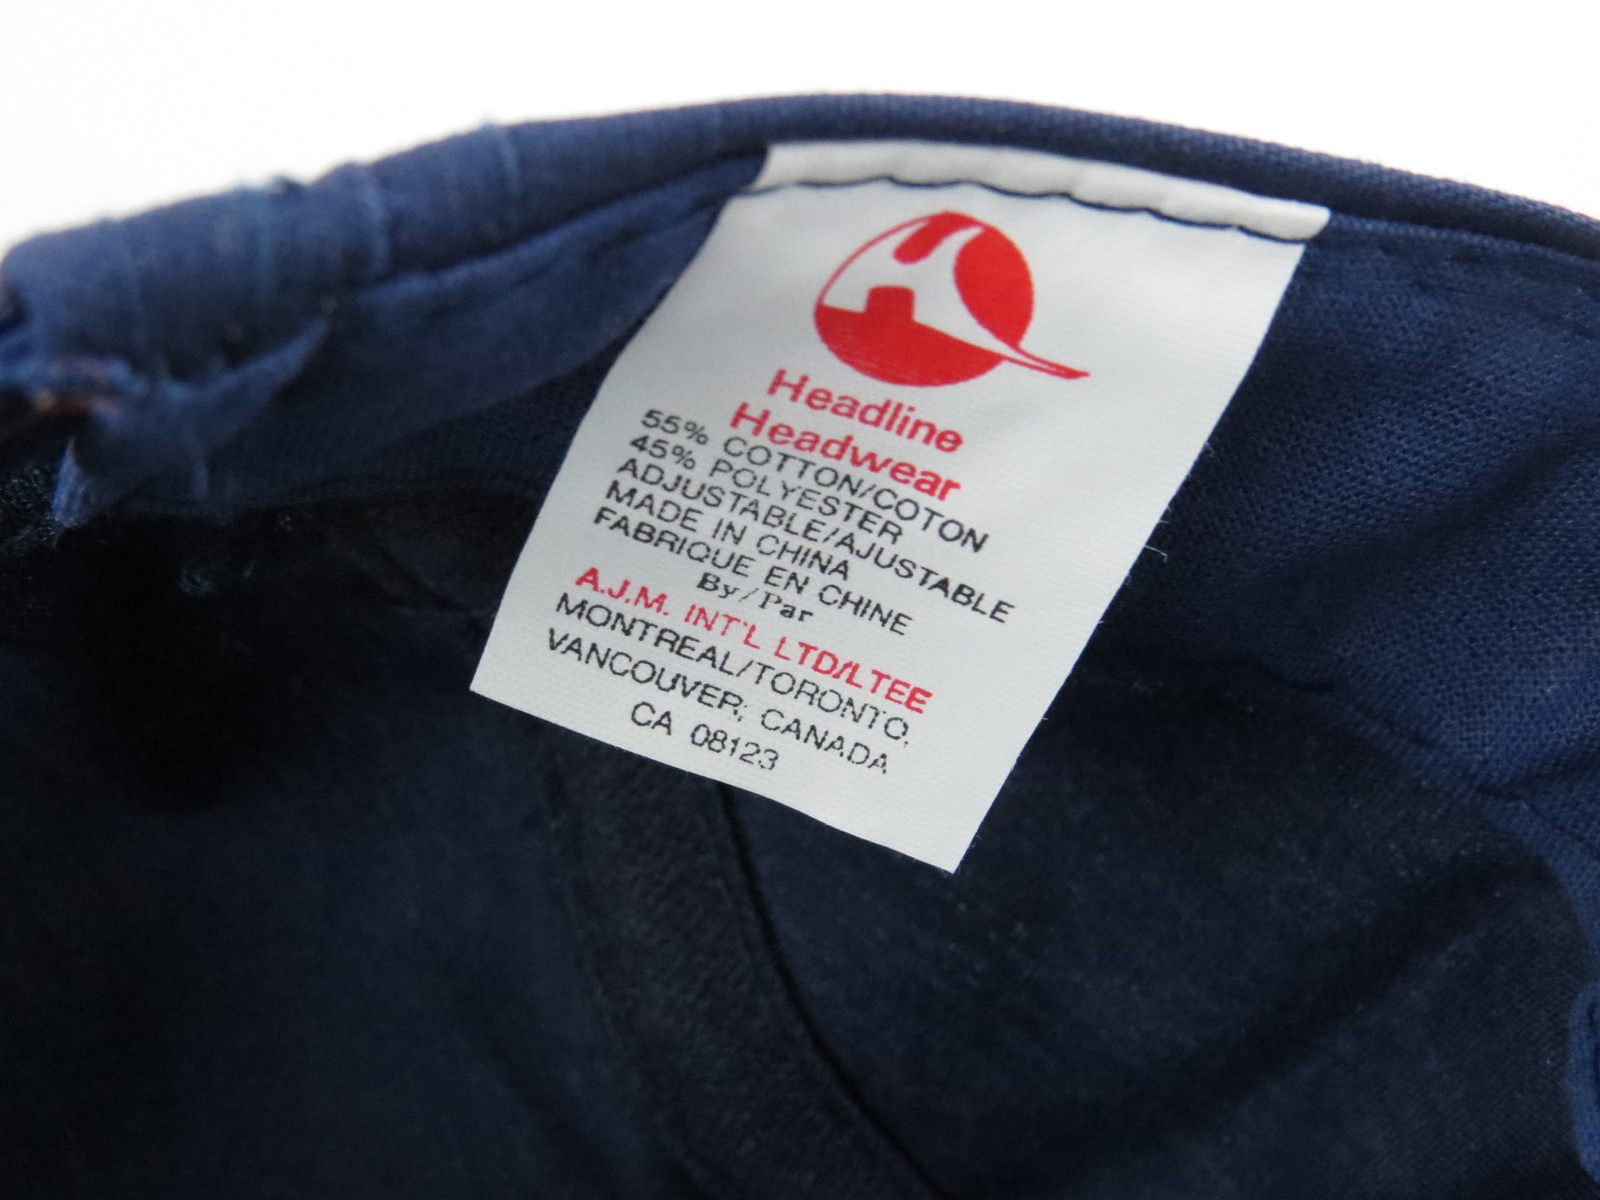 Headline
Headwear
55% COTTON/COTON
45% POLYESTER
ADJUSTABLE/AJUSTABLE
MADE IN CHINA
FABRIQUE EN CHINE
By/Par
A.J.M. INT'L LTD/LTEE
MONTREAL/TORONTO,
VANCOUVER, CANADA
CA 08123